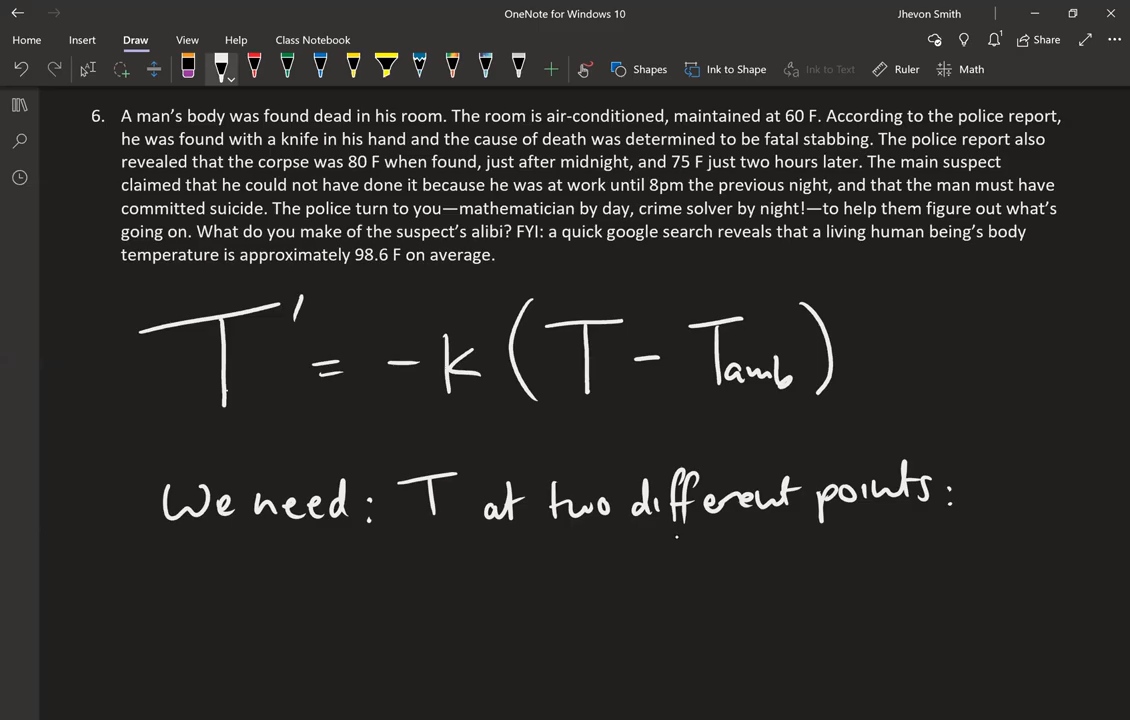 OneNote for Windows 10
Jhevon Smith
Home Insert Draw View Help Class Notebook
Share
Shapes Ink to Shape Ink to Text Ruler Math
6. A man's body was found dead in his room. The room is air-conditioned, maintained at 60 F. According to the police report,
he was found with a knife in his hand and the cause of death was determined to be fatal stabbing. The police report also
revealed that the corpse was 80 F when found, just after midnight, and 75 F just two hours later. The main suspect
claimed that he could not have done it because he was at work until 8pm the previous night, and that the man must have
committed suicide. The police turn to you—mathematician by day, crime solver by night!—to help them figure out what's
going on. What do you make of the suspect's alibi? FYI: a quick google search reveals that a living human being's body
temperature is approximately 98.6 F on average.
T' = -k (T - Tamb)
We need: T at two different points: